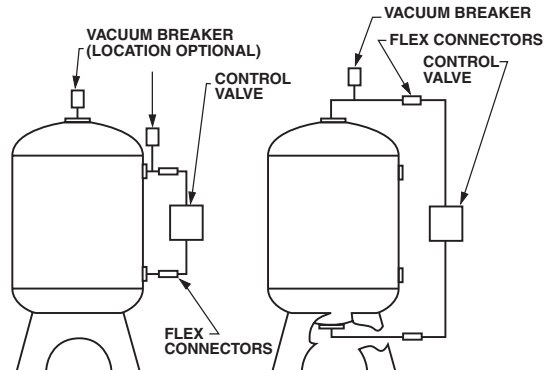 VACUUM BREAKER
(LOCATION OPTIONAL)
CONTROL
VALVE
FLEX
CONNECTORS
VACUUM BREAKER
FLEX CONNECTORS
CONTROL
VALVE